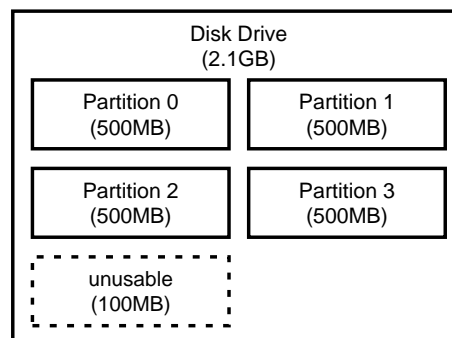 Disk Drive
(2.1GB)
Partition 0
(500MB)
Partition 1
(500MB)
Partition 2
(500MB)
Partition 3
(500MB)
unusable
(100MB)